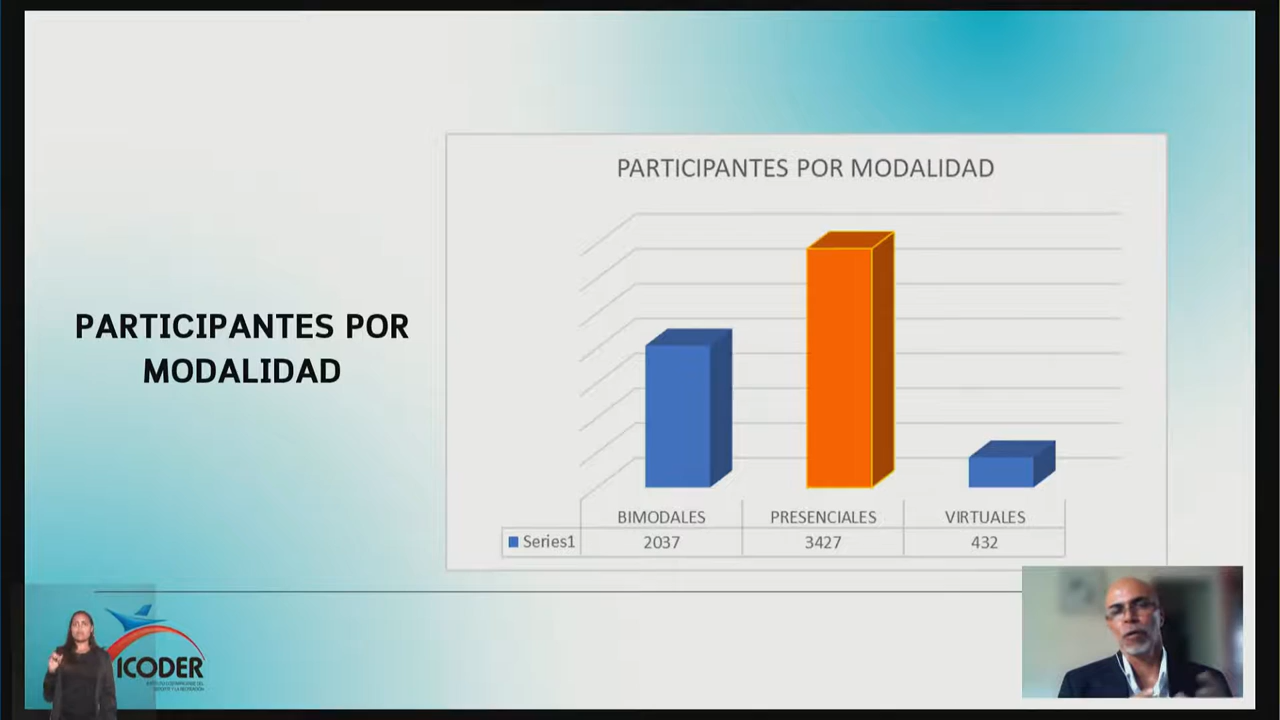 PARTICIPANTES POR MODALIDAD
PARTICIPANTES POR
MODALIDAD
BIMODALES PRESENCIALES VIRTUALES
Series1 2037 3427 432
ICODER